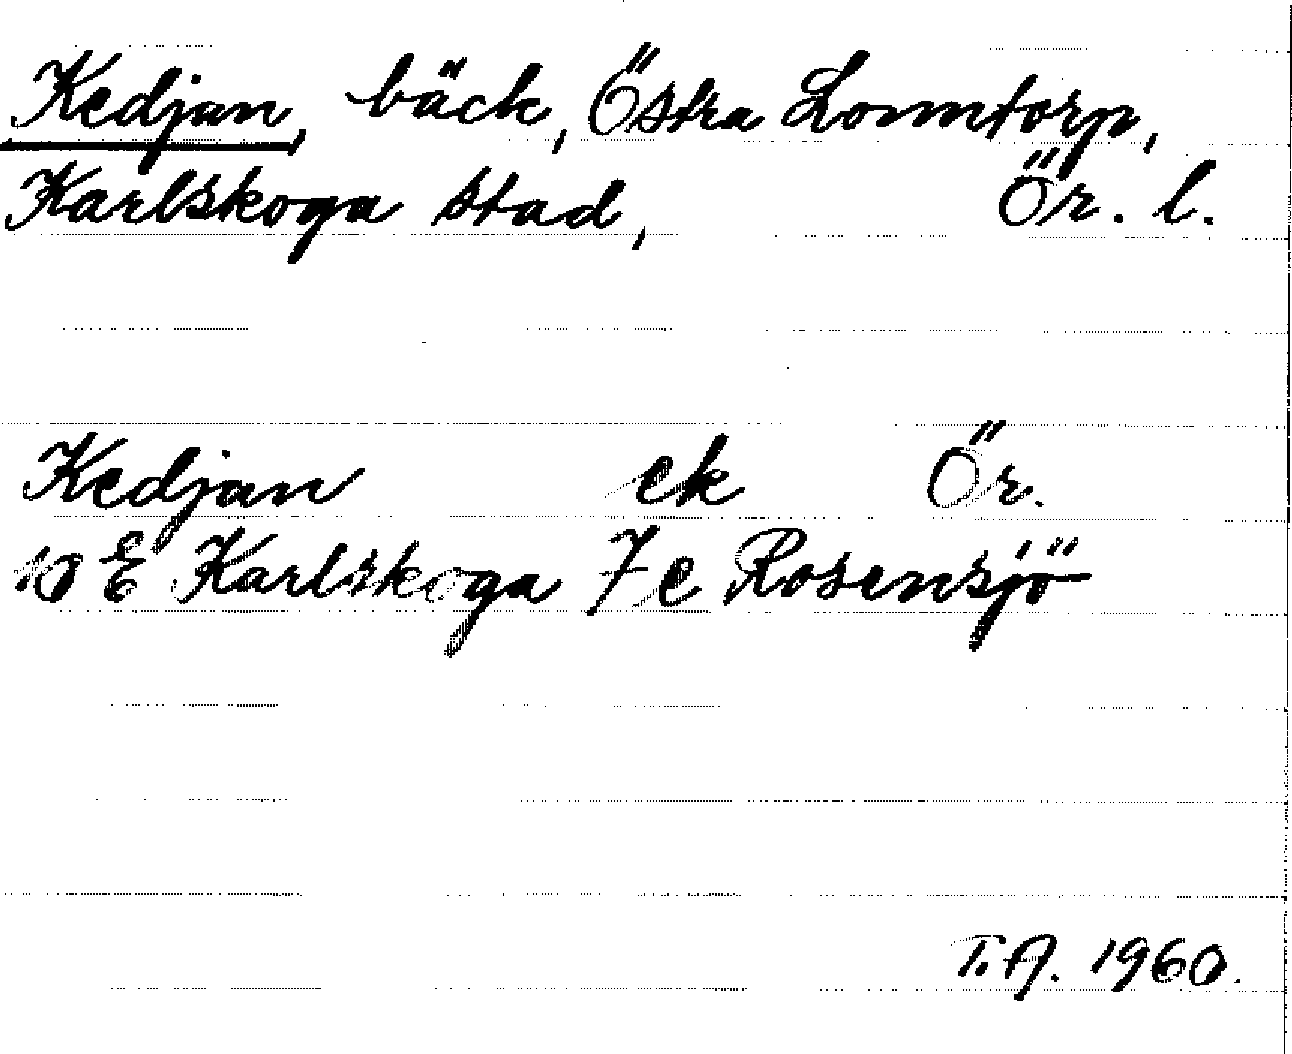 Kedjan, bäck, Östra Lonntorp,
Karlskoga stad, Ör. l.
Kedjan ek Ör.
10 E Karlskoga 7 e Rosensjö
T.A. 1960.